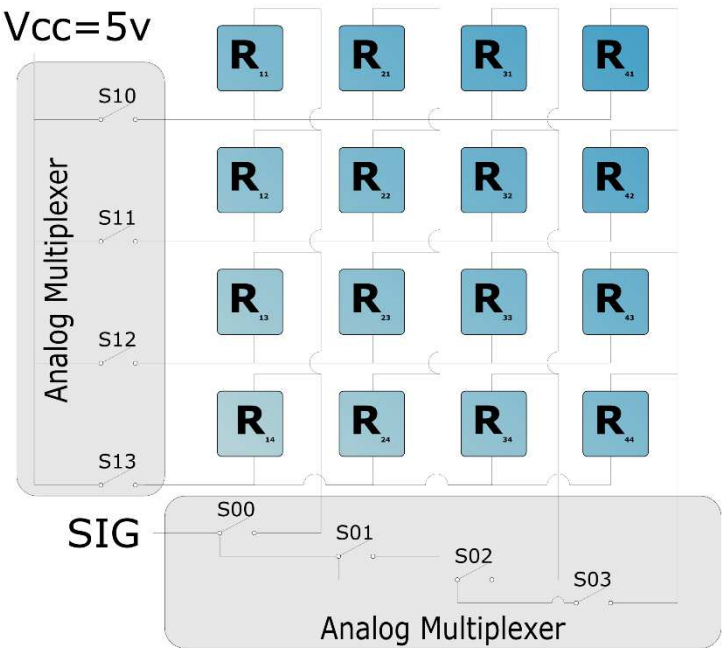 Vcc=5v
R11 R21 R31 R41
S10
R12 R22 R32 R42
S11
Analog Multiplexer
R13 R23 R33 R43
S12
R14 R24 R34 R44
S13
S00
SIG
S01
S02
S03
Analog Multiplexer